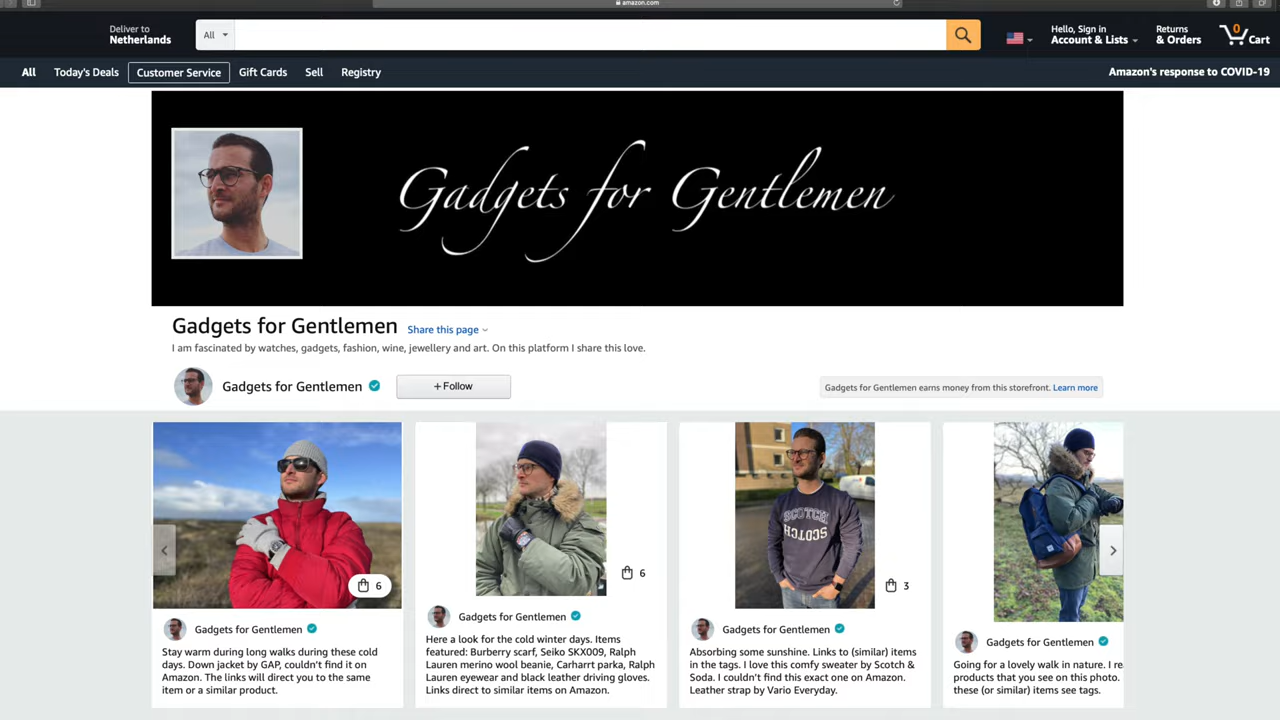 amazon.com
Deliver to
Netherlands
All
Hello, Sign in
Account & Lists
Returns
& Orders
0
Cart
All
Today's Deals
Customer Service
Gift Cards
Sell
Registry
Amazon's response to COVID-19
Gadgets for Gentlemen
Gadgets for Gentlemen
Share this page
I am fascinated by watches, gadgets, fashion, wine, jewellery and art. On this platform I share this love.
Gadgets for Gentlemen
+ Follow
Gadgets for Gentlemen earns money from this storefront. Learn more
6
Gadgets for Gentlemen
Stay warm during long walks during these cold
days. Down jacket by GAP, couldn't find it on
Amazon. The links will direct you to the same
item or a similar product.
6
Gadgets for Gentlemen
Here a look for the cold winter days. Items
featured: Burberry scarf, Seiko SKX009, Ralph
Lauren merino wool beanie, Carharrt parka, Ralph
Lauren eyewear and black leather driving gloves.
Links direct to similar items on Amazon.
SCOTCH
SCOTCH
3
Gadgets for Gentlemen
Absorbing some sunshine. Links to (similar) items
in the tags. I love this comfy sweater by Scotch &
Soda. I couldn't find this exact one on Amazon.
Leather strap by Vario Everyday.
Gadgets for Gentlemen
Going for a lovely walk in nature. I re
products that you see on this photo.
these (or similar) items see tags.